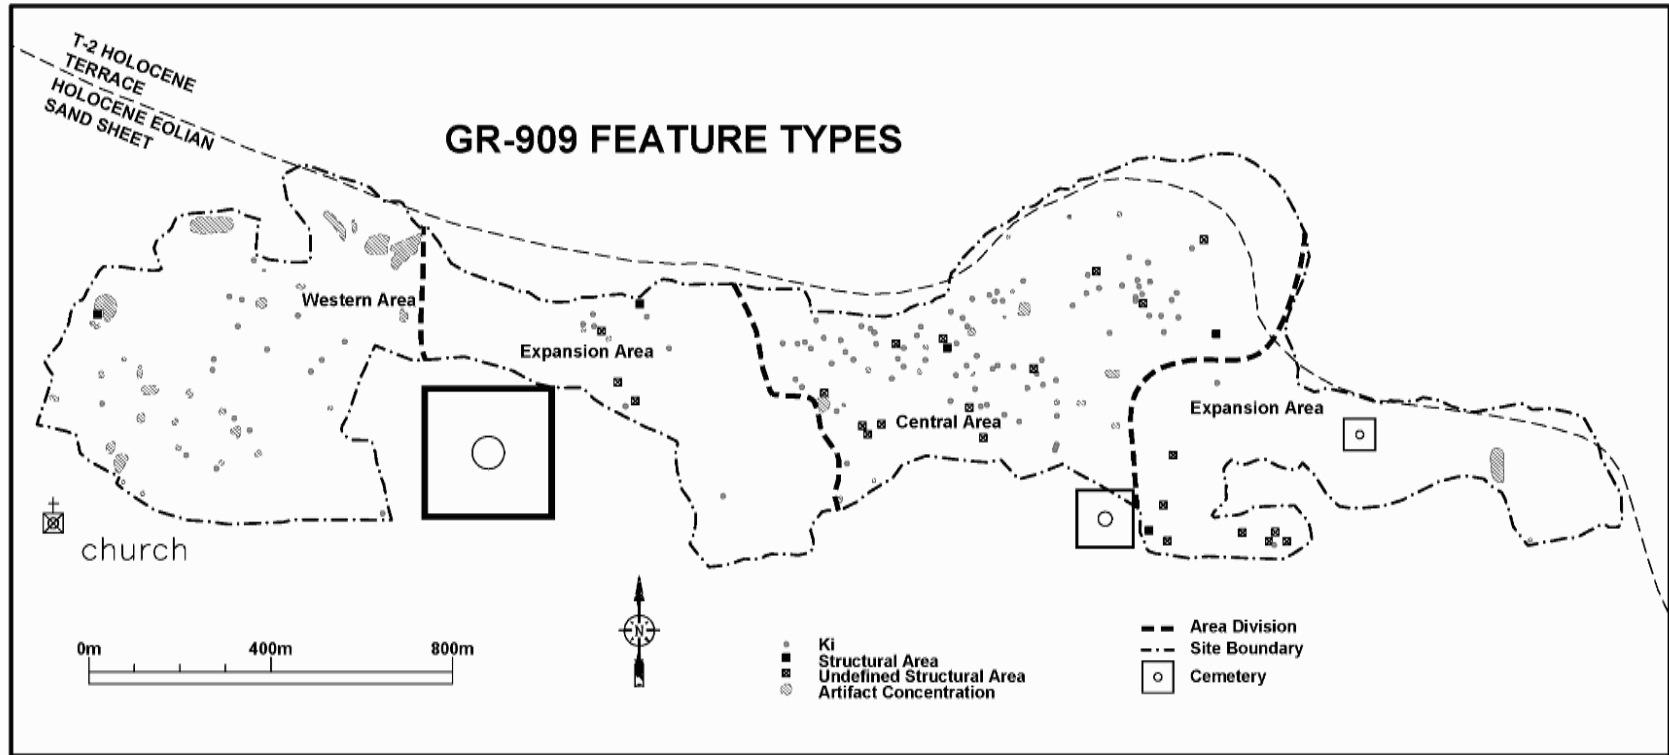 T-2 HOLOCENE
TERRACE
HOLOCENE EOLIAN
SAND SHEET
GR-909 FEATURE TYPES
Western Area
Expansion Area
Central Area
Expansion Area
church
N
0m
400m
800m
Ki
Structural Area
Undefined Structural Area
Artifact Concentration
Area Division
Site Boundary
Cemetery